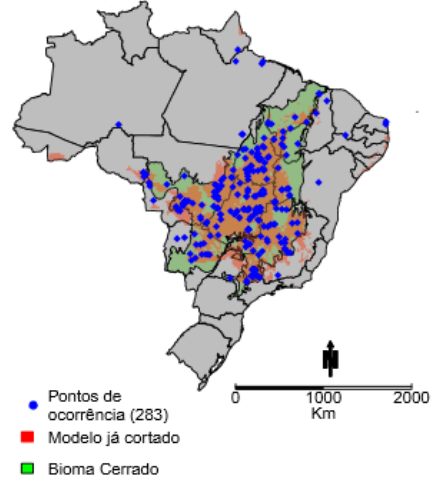 N
0 1000 2000
Km
Pontos de
ocorrência (283)
Modelo já cortado
Bioma Cerrado